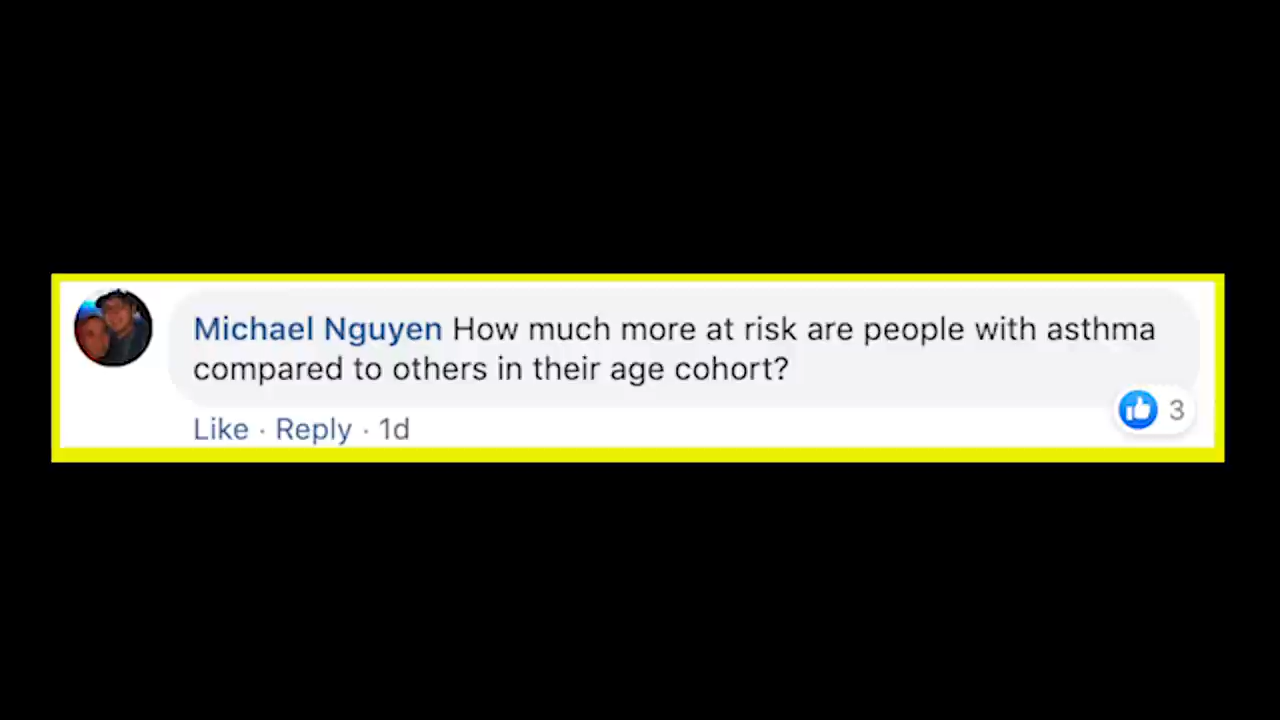 Michael Nguyen How much more at risk are people with asthma
compared to others in their age cohort?
Like · Reply · 1d
3